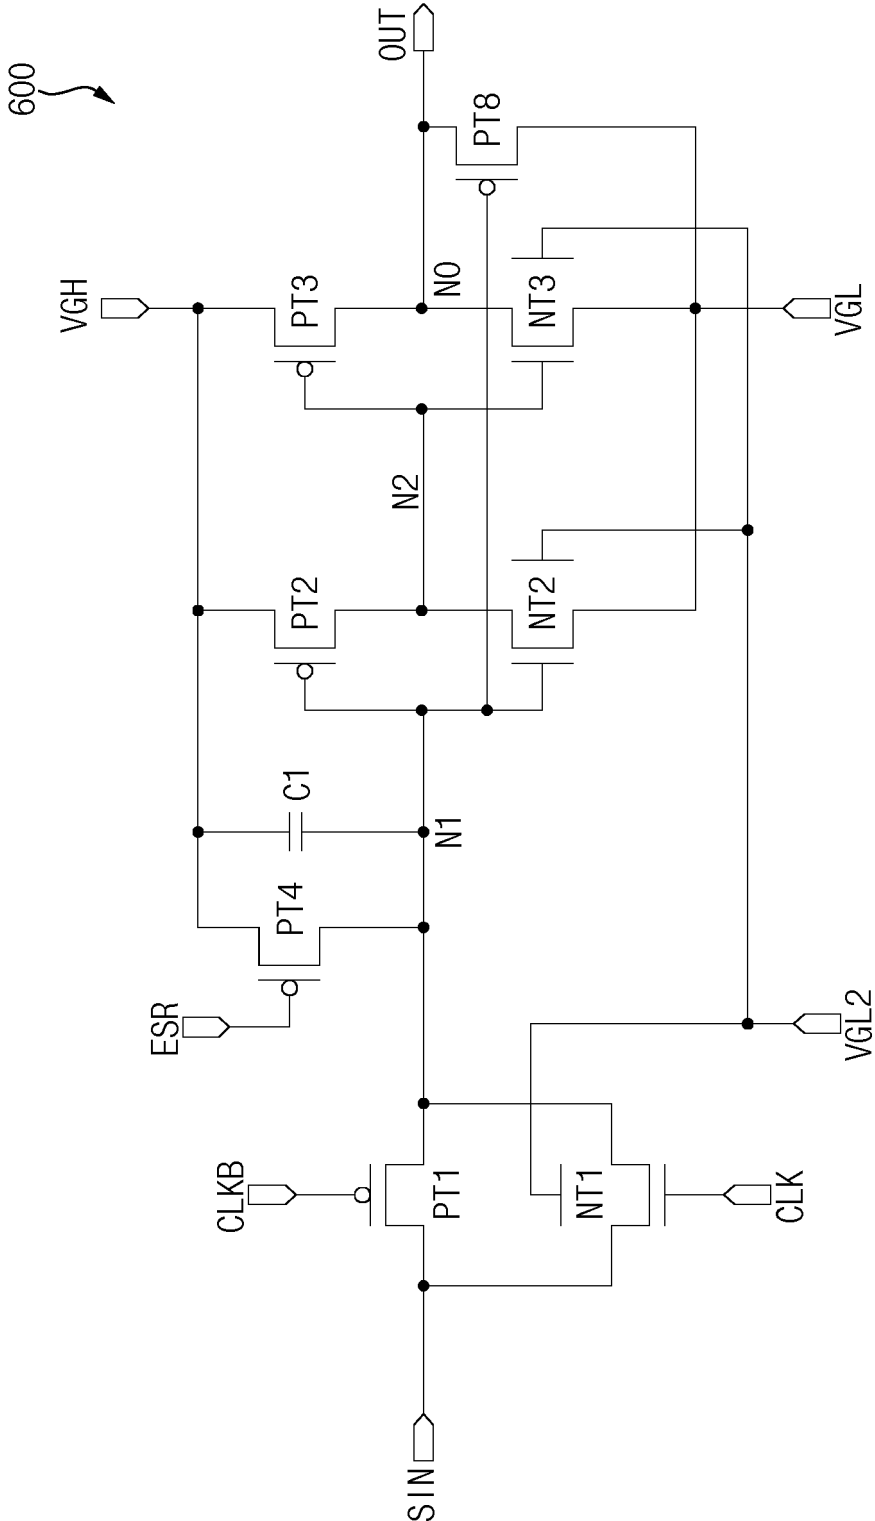 600
VGH
ESR
CLKB
PT4
C1
PT2
PT3
OUT
N2
SIN
PT1
N1
NO
PT8
NT2
NT3
NT1
CLK
VGL
VGL2